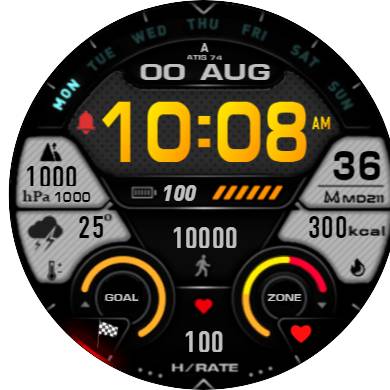 MON TUE WED THU FRI SAT SUN
A
ATIS 74
00 AUG
10:08 AM
1000
hPa 1000
100
36
MMD211
25°
10000
300kcal
GOAL
ZONE
100
H/RATE